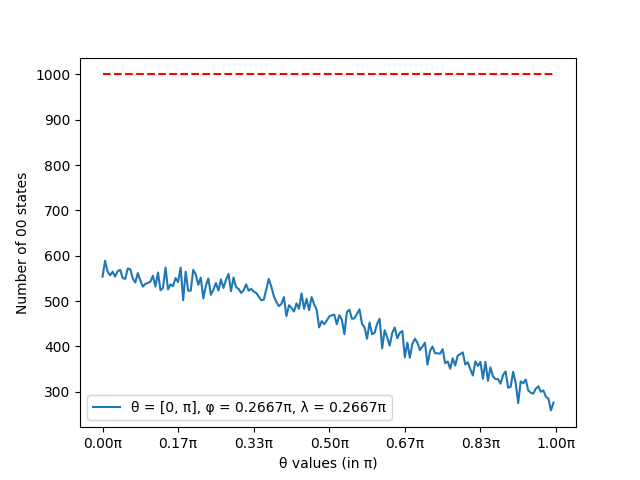 1000
900
800
700
600
500
400
300
Number of 00 states
θ = [0, π], φ = 0.2667π, λ = 0.2667π
0.00π 0.17π 0.33π 0.50π 0.67π 0.83π 1.00π
θ values (in π)